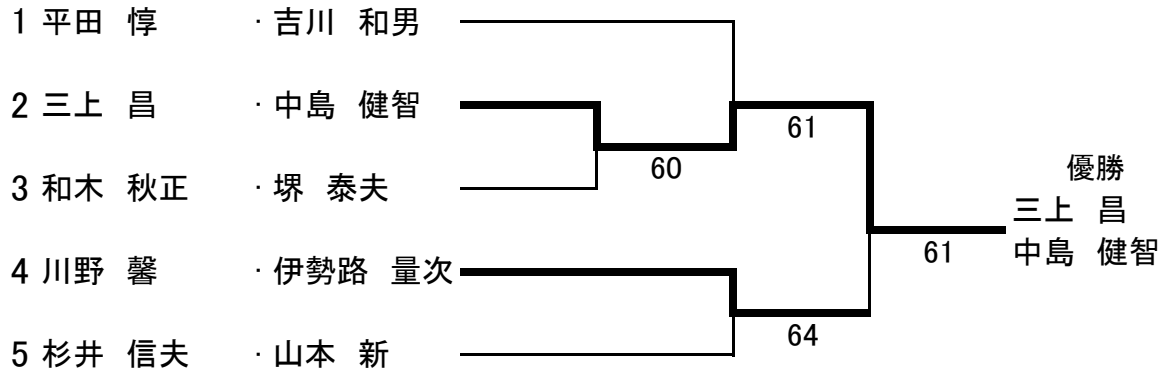 1 平田 惇 ・吉川 和男
2 三上 昌 ・中島 健智
61
60
優勝
3 和木 秋正 ・堺 泰夫
三上 昌
61
中島 健智
4 川野 馨 ・伊勢路 量次
64
5 杉井 信夫 ・山本 新